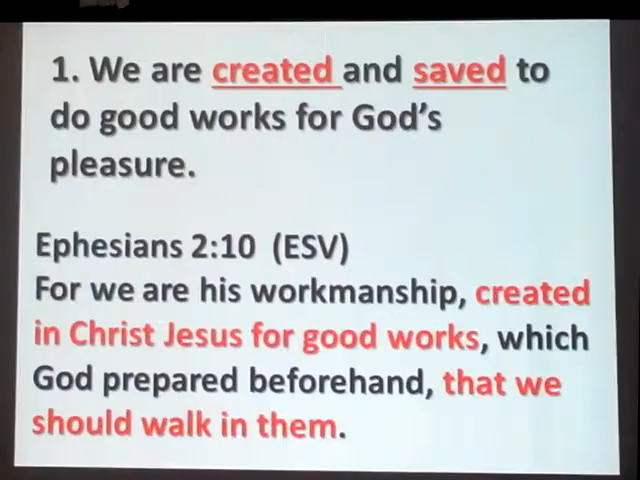 1. We are created and saved to
do good works for God's
pleasure.
Ephesians 2:10 (ESV)
For we are his workmanship, created
in Christ Jesus for good works, which
God prepared beforehand, that we
should walk in them.